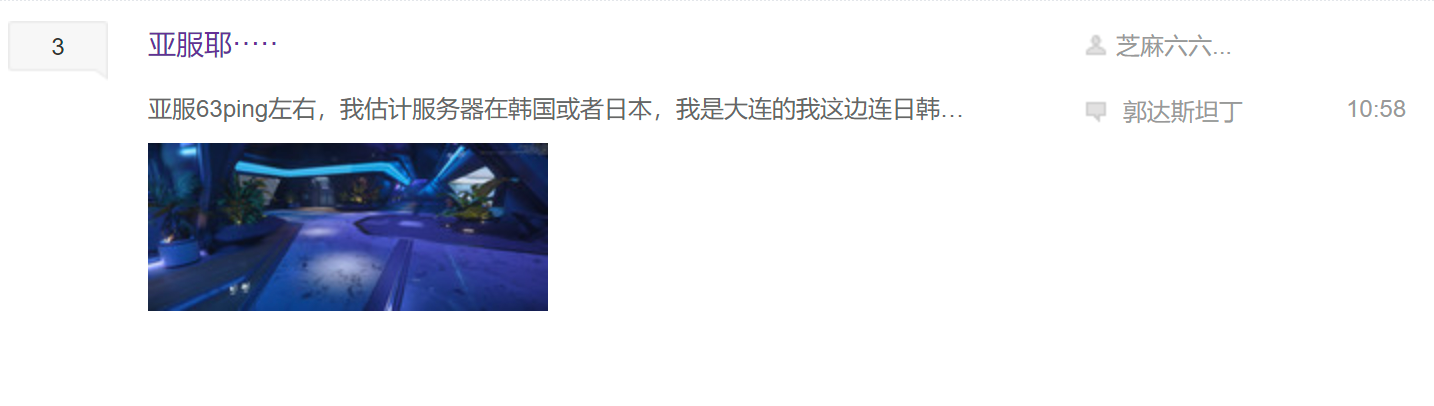 3
亚服耶·····
芝麻六六...
亚服63ping左右，我估计服务器在韩国或者日本，我是大连的我这边连日韩...
郭达斯坦丁
10:58